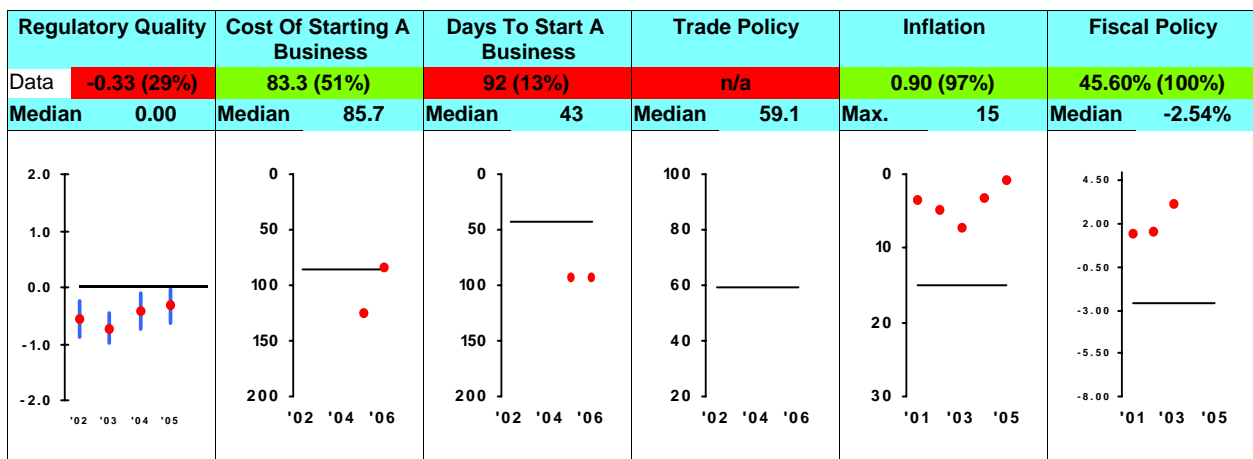 Regulatory Quality
Cost Of Starting A Business
Days To Start A Business
Trade Policy
Inflation
Fiscal Policy
Data -0.33 (29%) 83.3 (51%) 92 (13%) n/a 0.90 (97%) 45.60% (100%)
Median 0.00 Median 85.7 Median 43 Median 59.1 Max. 15 Median -2.54%
2.0
1.0
0.0
-1.0
-2.0
'02 '03 '04 '05
0
50
100
150
200
'02 '04 '06
0
50
100
150
200
'02 '04 '06
100
80
60
40
20
'02 '04 '06
0
10
20
30
'01 '03 '05
4.50
2.00
-0.50
-3.00
-5.50
-8.00
'01 '03 '05